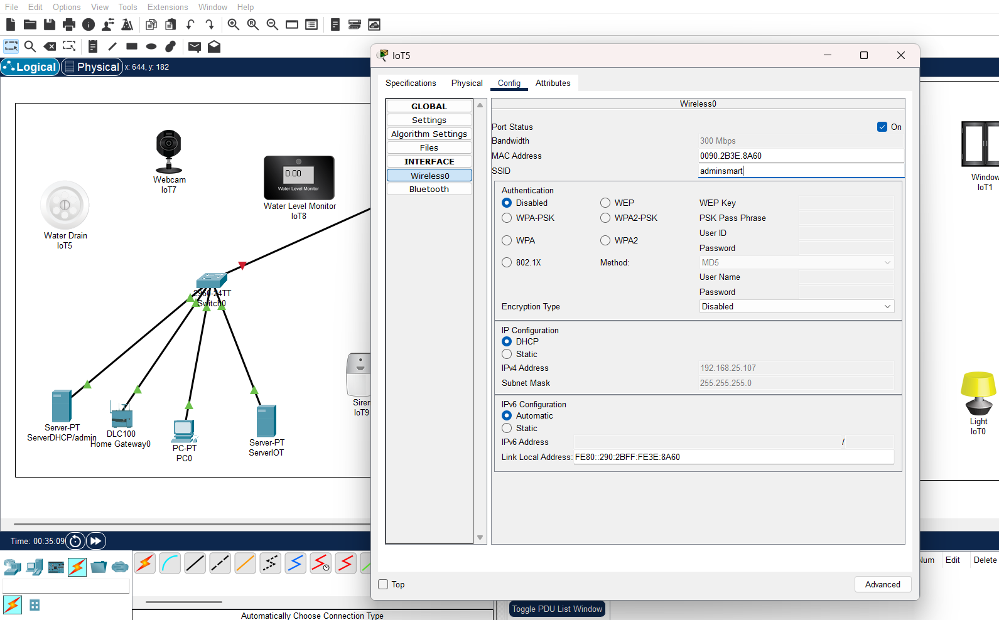 File Edit Options View Tools Extensions Window Help
Logical Physical x: 644, y: 182
IoT5
Specifications Physical Config Attributes
GLOBAL
Settings
Algorithm Settings
Files
INTERFACE
Wireless0
Bluetooth
Wireless0
Port Status On
Bandwidth 300 Mbps
MAC Address 0090.2B3E.8A60
SSID adminsmart
Authentication
Disabled WEP WEP Key
WPA-PSK WPA2-PSK PSK Pass Phrase
User ID
WPA WPA2
Password
802.1X Method: MD5
User Name
Password
Encryption Type Disabled
IP Configuration
DHCP
Static
IPv4 Address 192.168.25.107
Subnet Mask 255.255.255.0
IPv6 Configuration
Automatic
Static
IPv6 Address /
Link Local Address: FE80::290:2BFF:FE3E:8A60
Top Advanced
Webcam
IoT7
0.00
Water Level Monitor
Water Level Monitor
IoT8
Water Drain
IoT5
2960-24TT
Switch0
Server-PT
ServerDHCP/admin
DLC100
Home Gateway0
PC-PT
PC0
Server-PT
ServerIOT
Siren
IoT9
Window
IoT1
Light
IoT0
Time: 00:35:09
Num Edit Delete
Automatically Choose Connection Type
Toggle PDU List Window